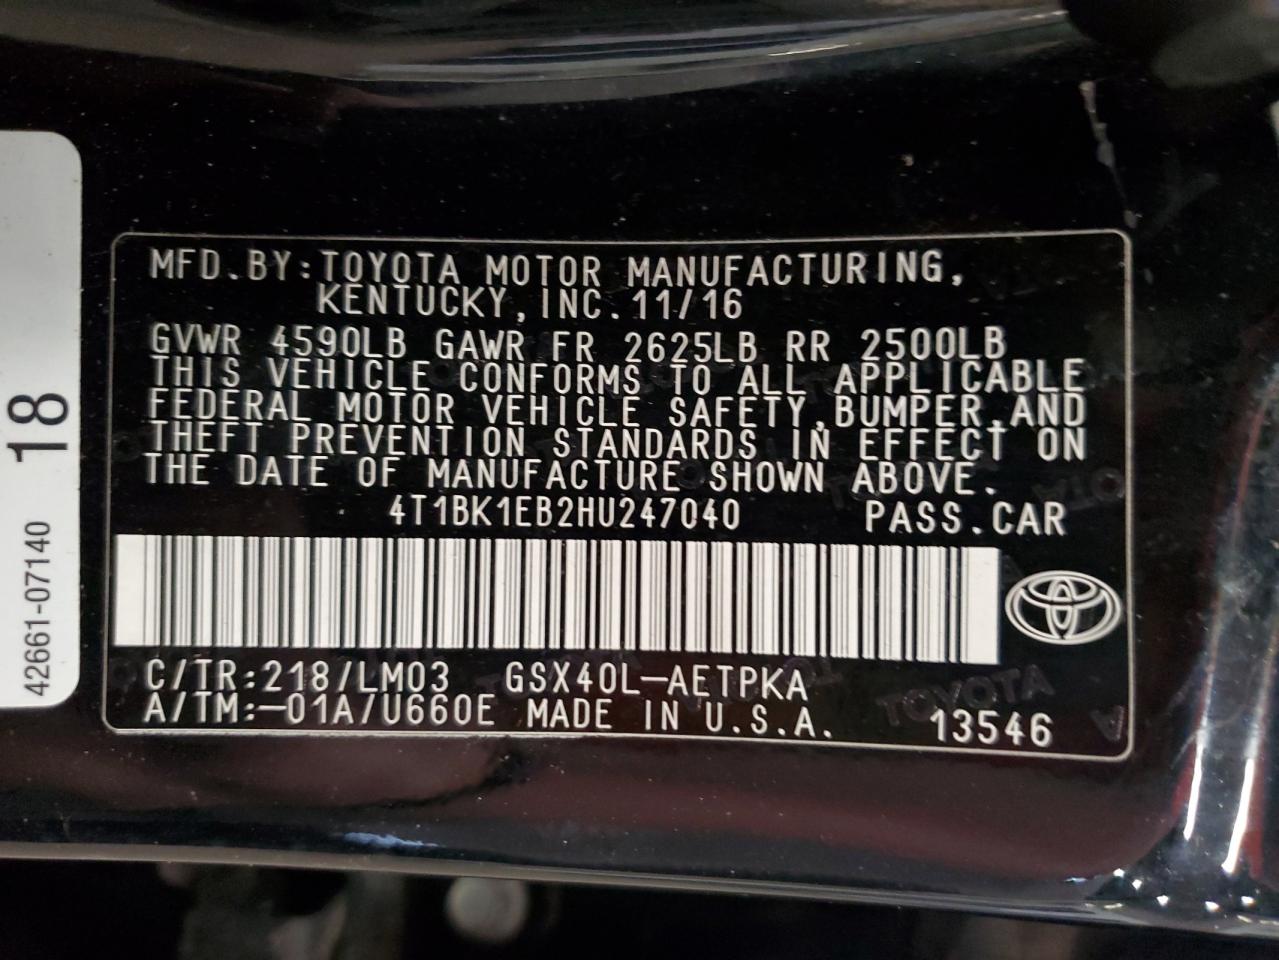 MFD.BY:TOYOTA MOTOR MANUFACTURING,
KENTUCKY,INC.11/16
GVWR 4590LB GAWR FR 2625LB RR 2500LB
THIS VEHICLE CONFORMS TO ALL APPLICABLE
FEDERAL MOTOR VEHICLE SAFETY,BUMPER,AND
THEFT PREVENTION STANDARDS IN EFFECT ON
THE DATE OF MANUFACTURE SHOWN ABOVE.
4T1BK1EB2HU247040 PASS.CAR
C/TR:218/LM03 GSX40L-AETPKA
A/TM:-01A/U660E MADE IN U.S.A. 13546
TOYOTA
42661-07140 18